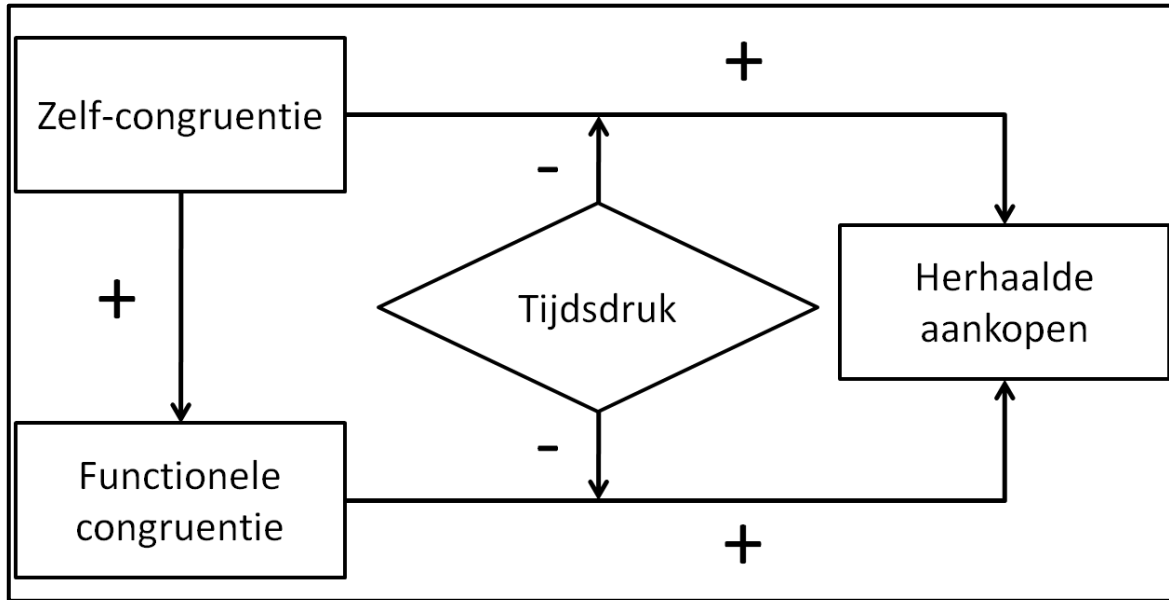 +
Zelf-congruentie
-
+
Tijdsdruk
Herhaalde
aankopen
-
Functionele
congruentie
+